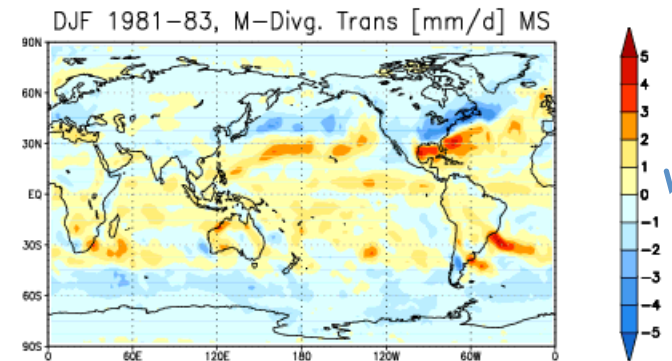 DJF 1981-83, M-Divg. Trans [mm/d] MS
90N
60N
30N
EQ
30S
60S
90S
0 60E 120E 180 120W 60W 0
5
4
3
2
1
0
-1
-2
-3
-4
-5